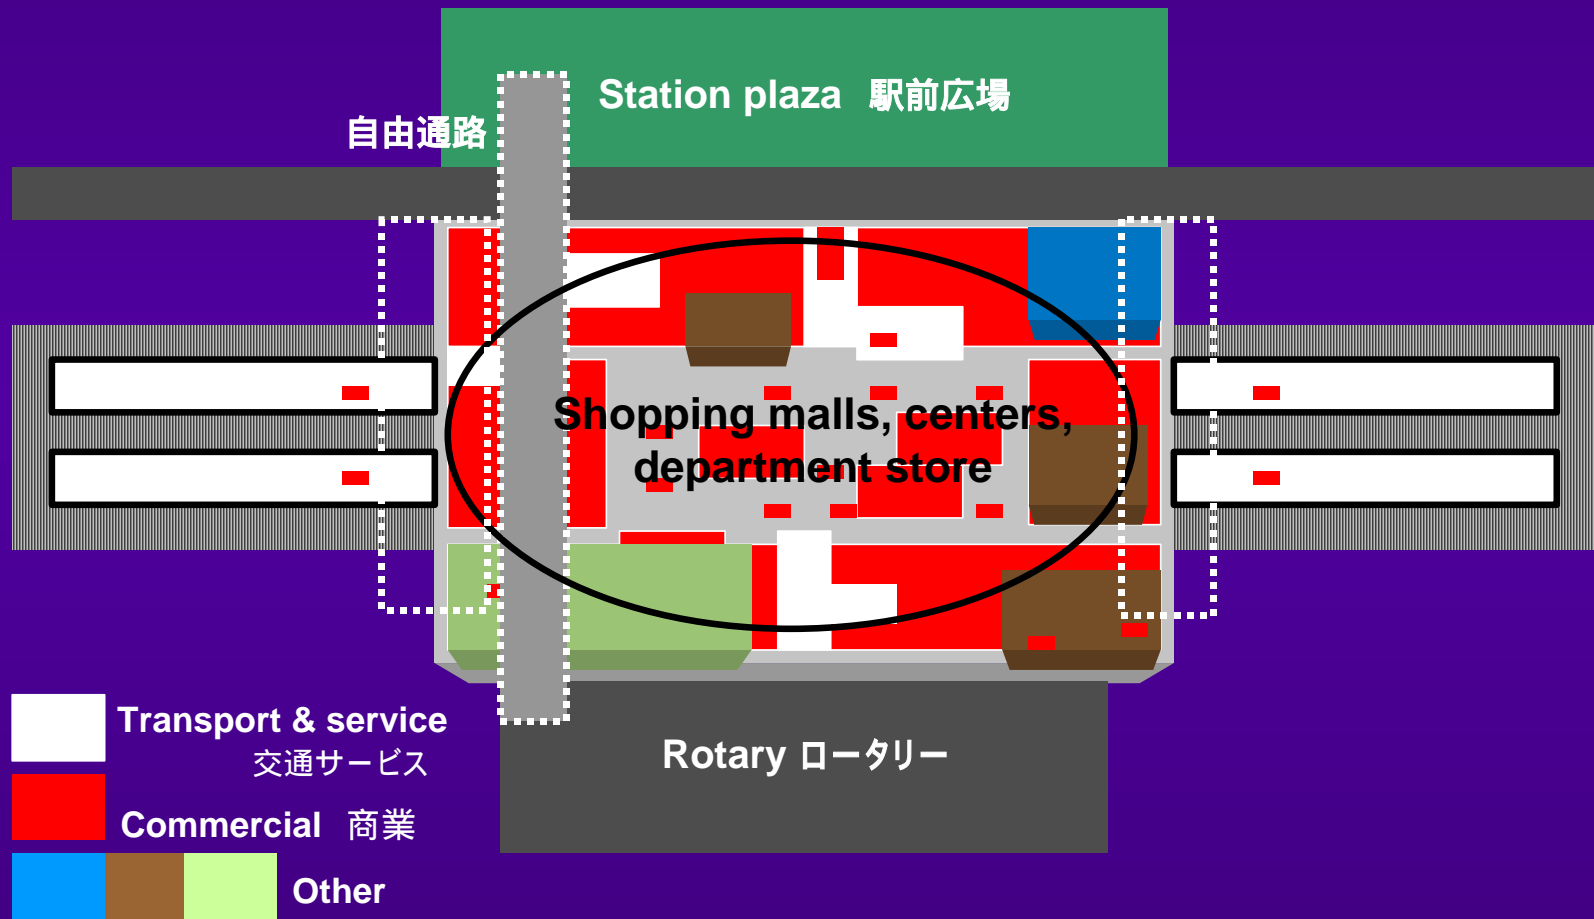 Station plaza 駅前広場
自由通路
Shopping malls, centers,
department store
Transport & service
交通サービス
Rotary ロータリー
Commercial 商業
Other